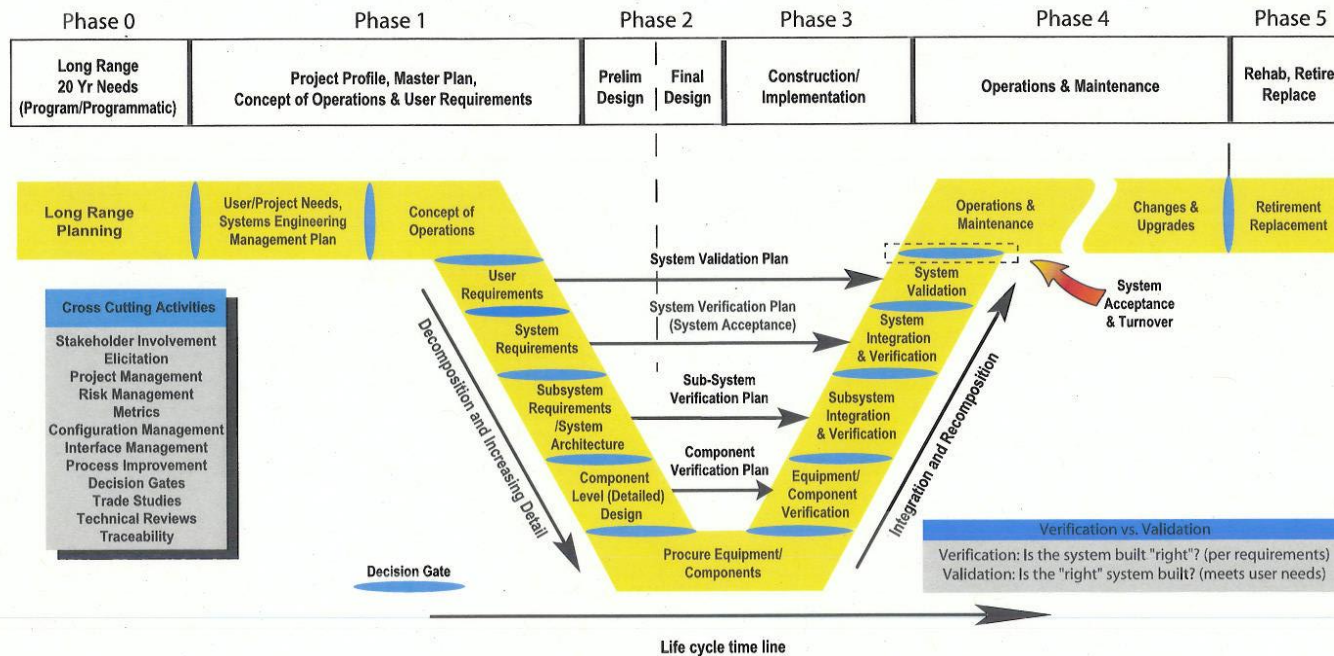 Phase 0
Phase 1
Phase 2
Phase 3
Phase 4
Phase 5
Long Range
20 Yr Needs
(Program/Programmatic)
Project Profile, Master Plan,
Concept of Operations & User Requirements
Prelim
Design
Final
Design
Construction/
Implementation
Operations & Maintenance
Rehab, Retire
Replace
Long Range
Planning
User/Project Needs,
Systems Engineering
Management Plan
Concept of
Operations
Operations &
Maintenance
Changes &
Upgrades
Retirement
Replacement
User
Requirements
System
Requirements
Subsystem
Requirements
/System
Architecture
Component
Level (Detailed)
Design
Procure Equipment/
Components
Equipment/
Component
Verification
Subsystem
Integration
& Verification
System
Integration
& Verification
System
Validation
System Validation Plan
System Verification Plan
(System Acceptance)
Sub-System
Verification Plan
Component
Verification Plan
Decomposition and Increasing Detail
Integration and Recomposition
System
Acceptance
& Turnover
Cross Cutting Activities
Stakeholder Involvement
Elicitation
Project Management
Risk Management
Metrics
Configuration Management
Interface Management
Process Improvement
Decision Gates
Trade Studies
Technical Reviews
Traceability
Decision Gate
Verification vs. Validation
Verification: Is the system built "right"? (per requirements)
Validation: Is the "right" system built? (meets user needs)
Life cycle time line